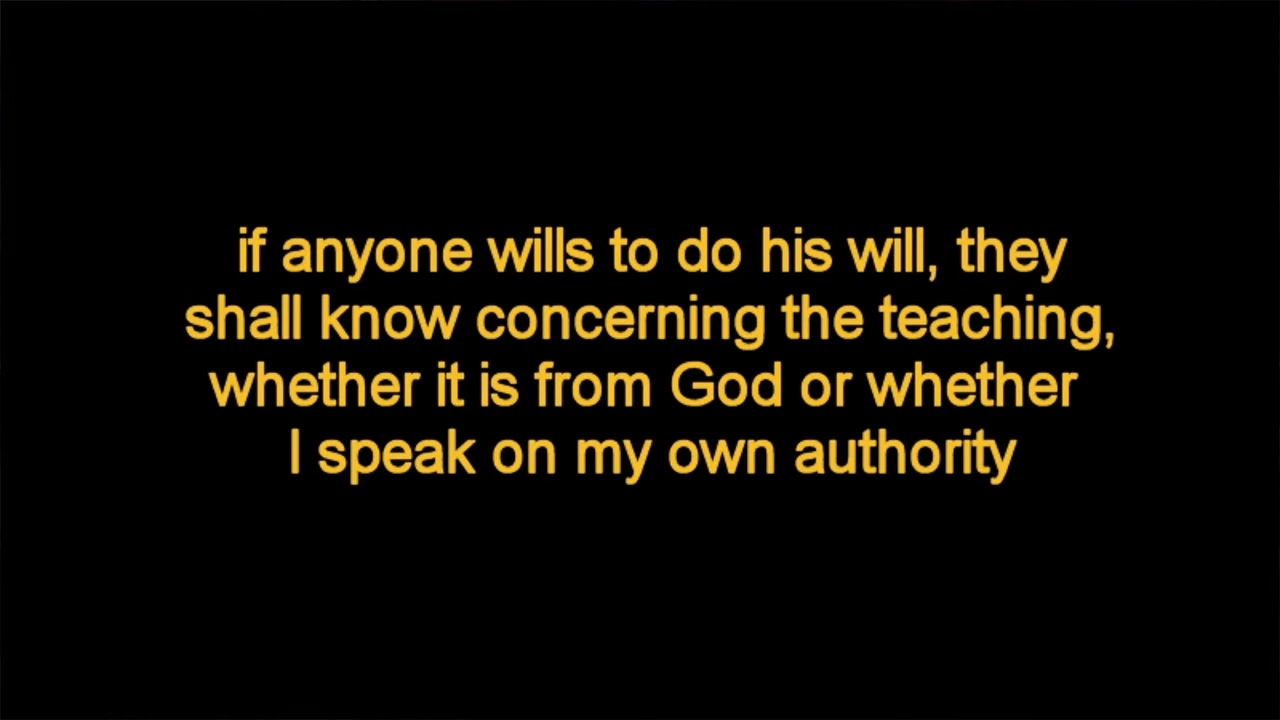 if anyone wills to do his will, they
shall know concerning the teaching,
whether it is from God or whether
I speak on my own authority